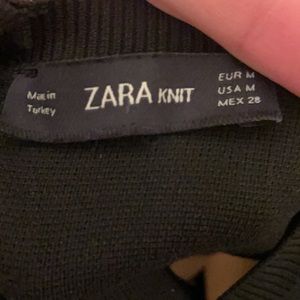 Made in
Turkey
ZARA KNIT
EUR M
USA M
MEX 28